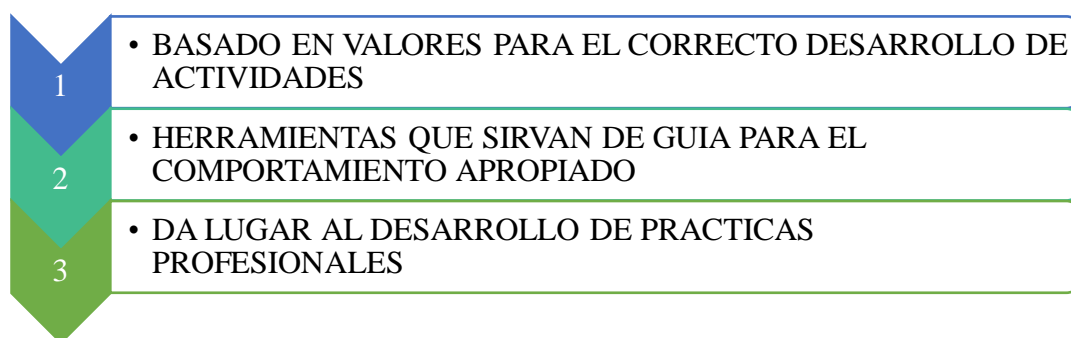 1
• BASADO EN VALORES PARA EL CORRECTO DESARROLLO DE
ACTIVIDADES
2
• HERRAMIENTAS QUE SIRVAN DE GUIA PARA EL
COMPORTAMIENTO APROPIADO
3
• DA LUGAR AL DESARROLLO DE PRACTICAS
PROFESIONALES